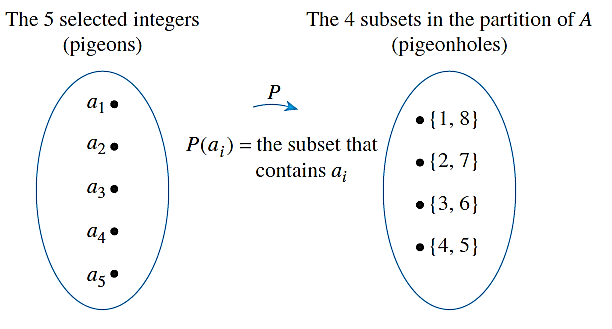 The 5 selected integers
(pigeons)
The 4 subsets in the partition of A
(pigeonholes)
a₁
a₂
a₃
a₄
a₅
P
P(aᵢ) = the subset that
contains aᵢ
{1, 8}
{2, 7}
{3, 6}
{4, 5}